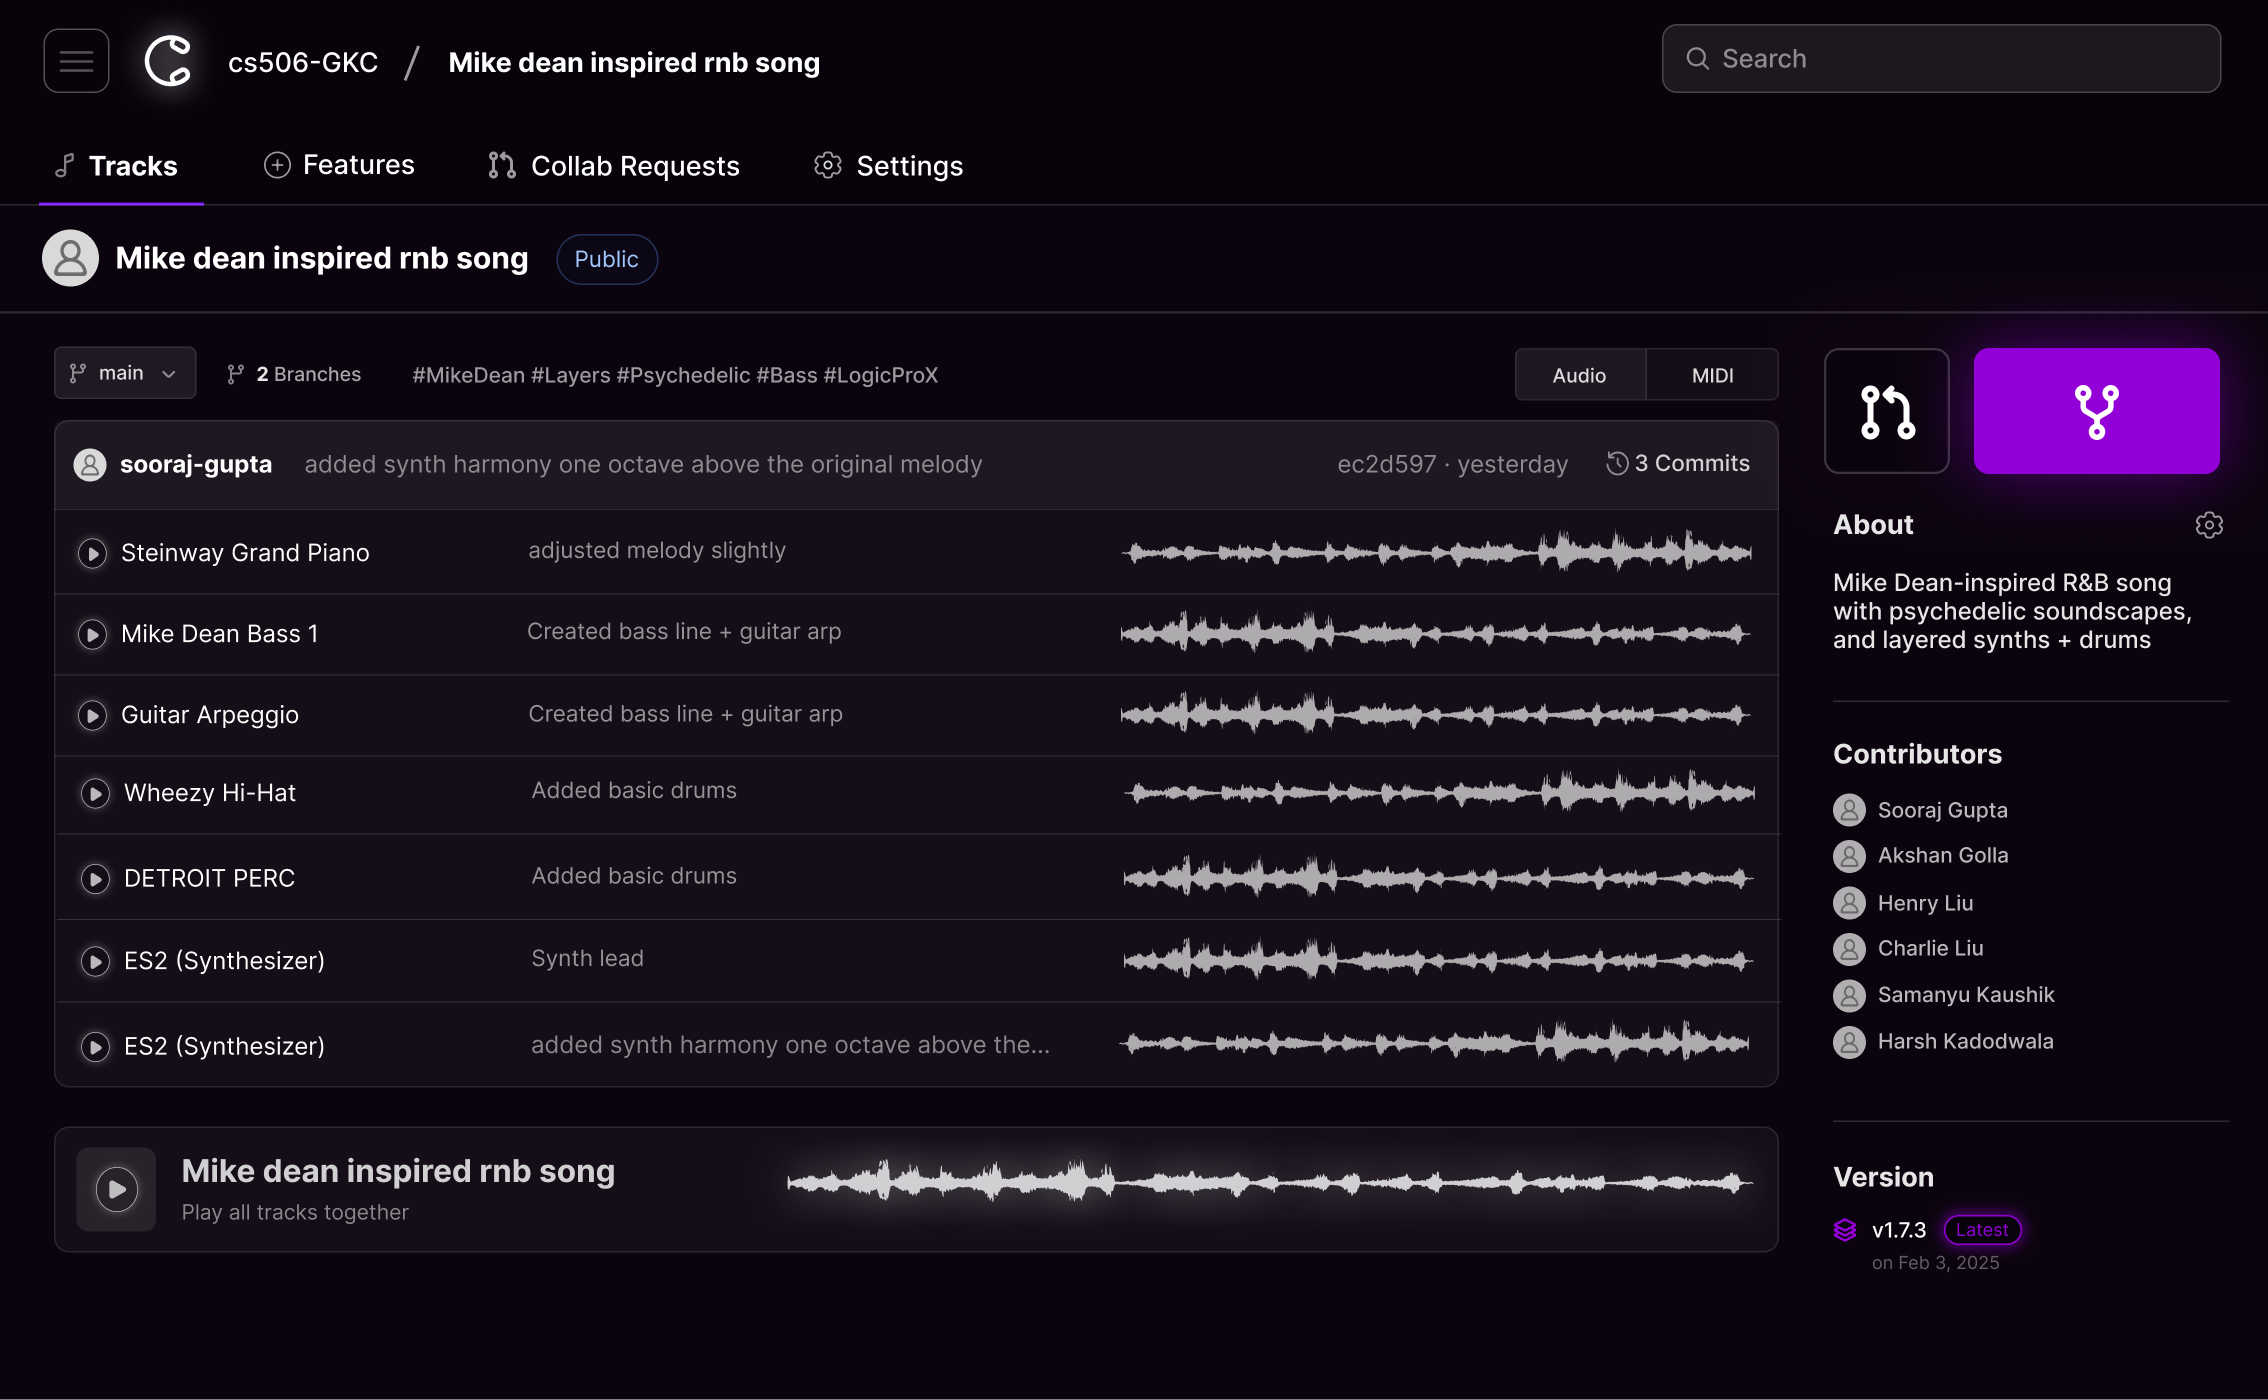 cs506-GKC / Mike dean inspired rnb song
Search
Tracks
Features
Collab Requests
Settings
Mike dean inspired rnb song
Public
main
2 Branches
#MikeDean #Layers #Psychedelic #Bass #LogicProX
Audio
MIDI
sooraj-gupta
added synth harmony one octave above the original melody
ec2d597 · yesterday
3 Commits
Steinway Grand Piano
adjusted melody slightly
Mike Dean Bass 1
Created bass line + guitar arp
Guitar Arpeggio
Created bass line + guitar arp
Wheezy Hi-Hat
Added basic drums
DETROIT PERC
Added basic drums
ES2 (Synthesizer)
Synth lead
ES2 (Synthesizer)
added synth harmony one octave above the...
Mike dean inspired rnb song
Play all tracks together
About
Mike Dean-inspired R&B song
with psychedelic soundscapes,
and layered synths + drums
Contributors
Sooraj Gupta
Akshan Golla
Henry Liu
Charlie Liu
Samanyu Kaushik
Harsh Kadodwala
Version
v1.7.3
Latest
on Feb 3, 2025